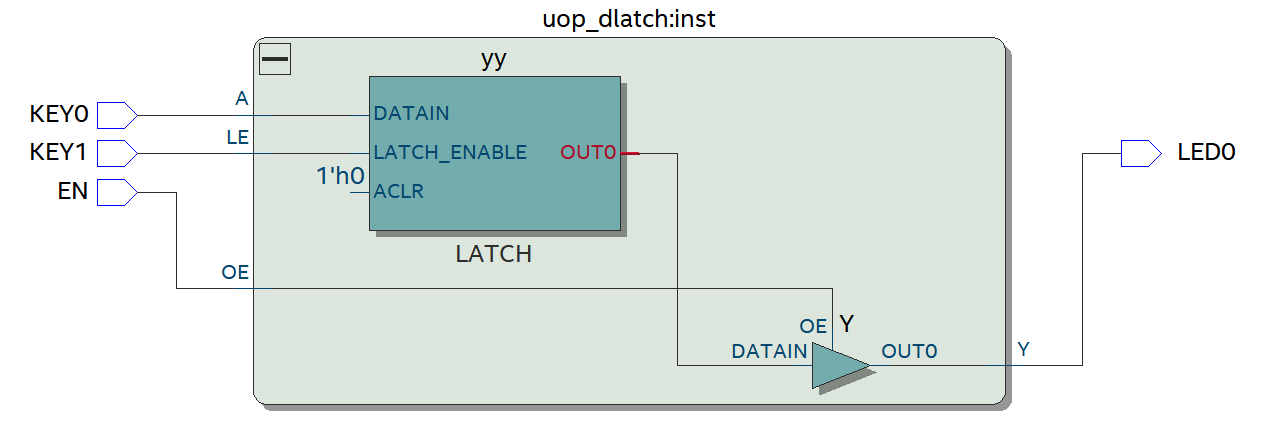 uop_dlatch:inst
yy
KEY0
A
DATAIN
KEY1
LE
LATCH_ENABLE
OUT0
LED0
EN
1'h0
ACLR
LATCH
OE
OE
Y
DATAIN
OUT0
Y